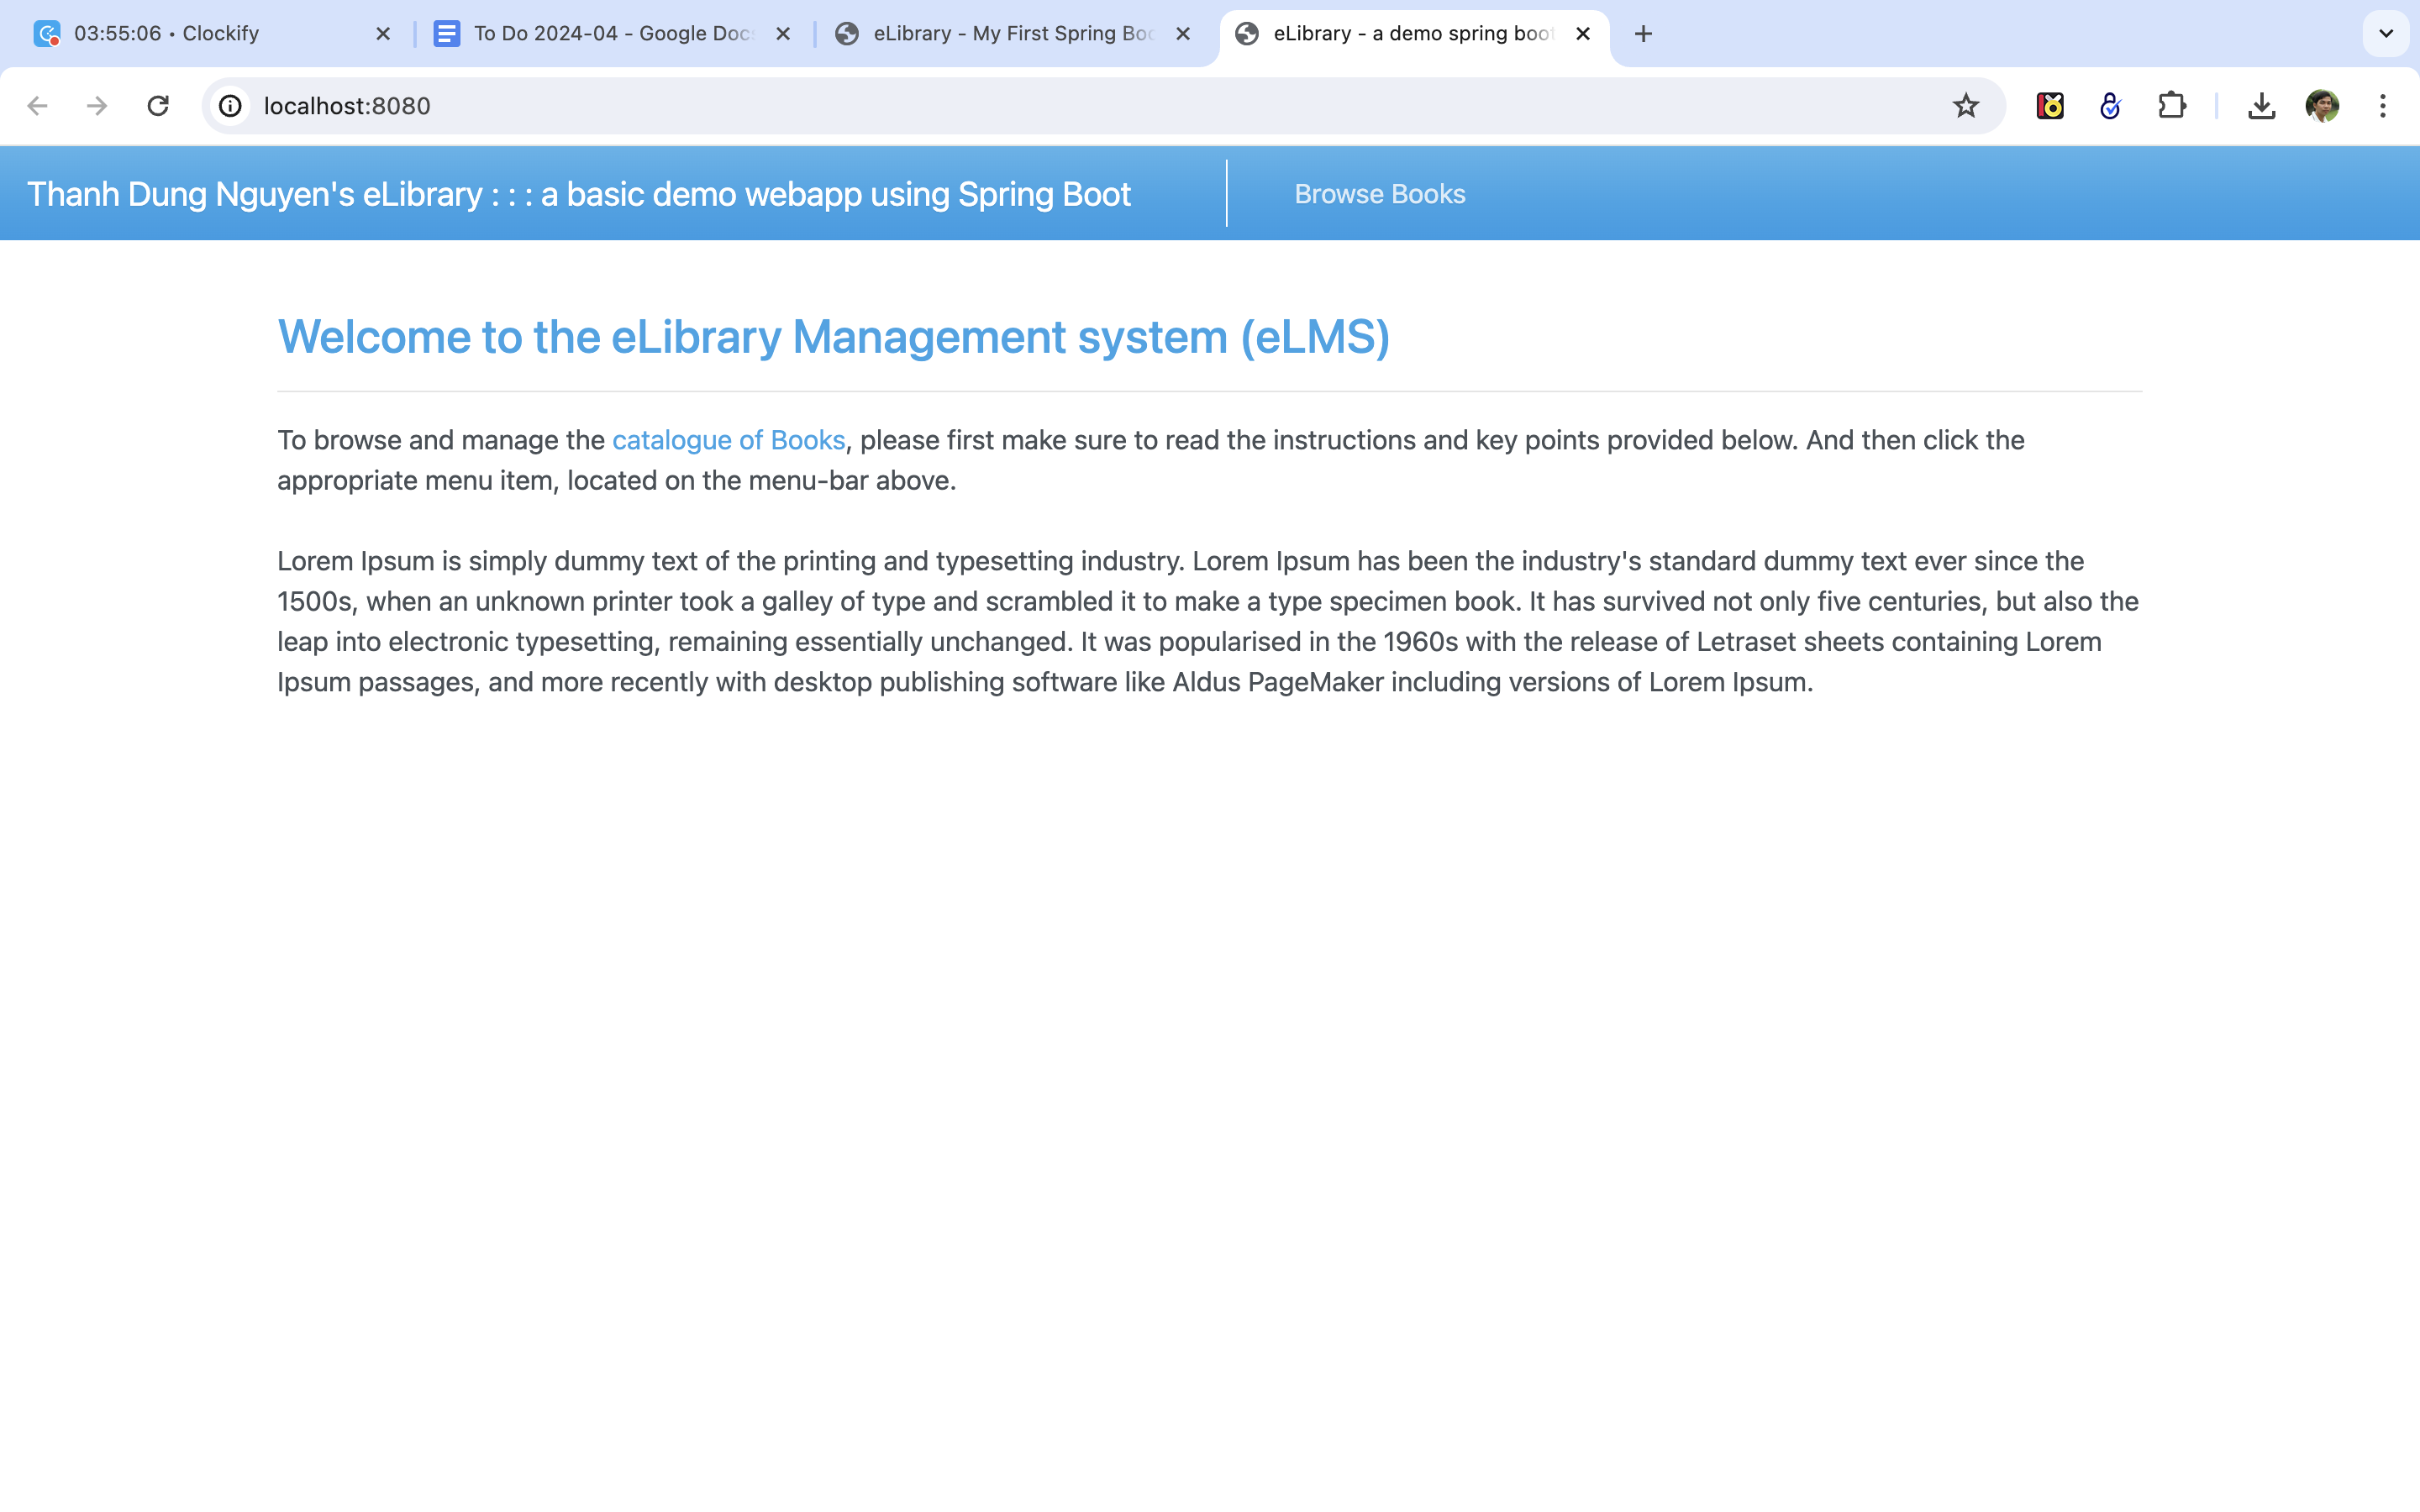 03:55:06 • Clockify
To Do 2024-04 - Google Docs
eLibrary - My First Spring Boo
eLibrary - a demo spring boot
localhost:8080
Thanh Dung Nguyen's eLibrary : : : a basic demo webapp using Spring Boot
Browse Books
Welcome to the eLibrary Management system (eLMS)
To browse and manage the catalogue of Books, please first make sure to read the instructions and key points provided below. And then click the
appropriate menu item, located on the menu-bar above.
Lorem Ipsum is simply dummy text of the printing and typesetting industry. Lorem Ipsum has been the industry's standard dummy text ever since the
1500s, when an unknown printer took a galley of type and scrambled it to make a type specimen book. It has survived not only five centuries, but also the
leap into electronic typesetting, remaining essentially unchanged. It was popularised in the 1960s with the release of Letraset sheets containing Lorem
Ipsum passages, and more recently with desktop publishing software like Aldus PageMaker including versions of Lorem Ipsum.